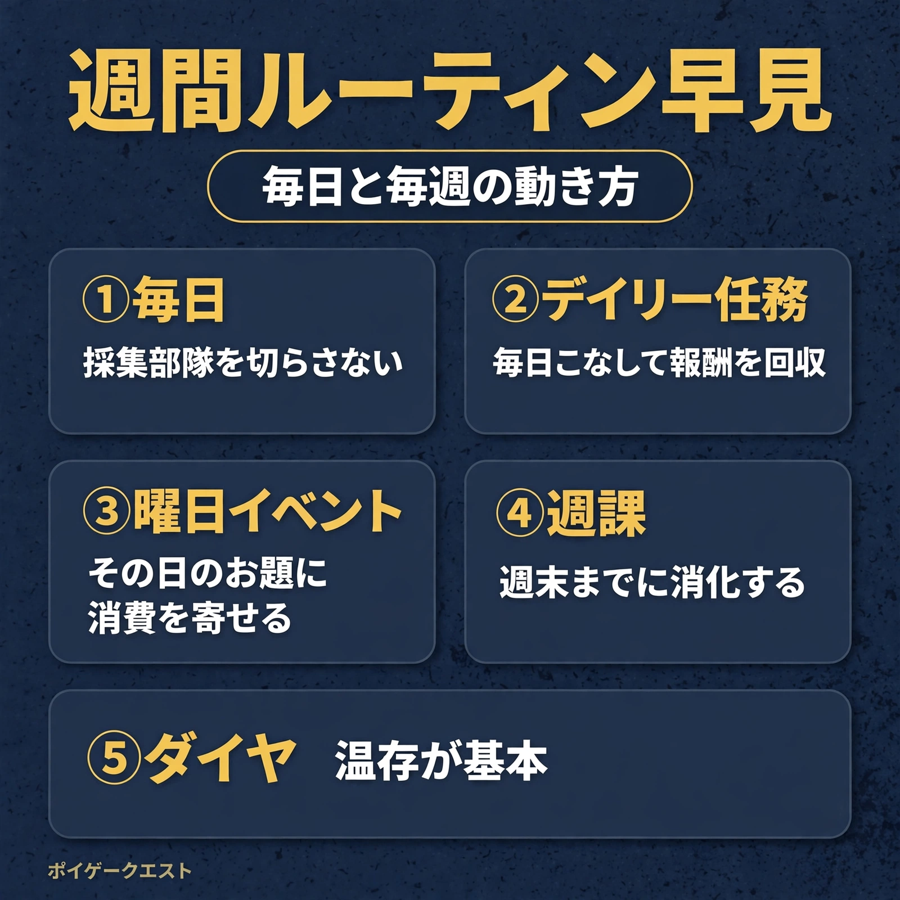 週間ルーティン早見
毎日と毎週の動き方
①毎日
採集部隊を切らさない
②デイリー任務
毎日こなして報酬を回収
③曜日イベント
その日のお題に
消費を寄せる
④週課
週末までに消化する
⑤ダイヤ 温存が基本
ポイゲークエスト